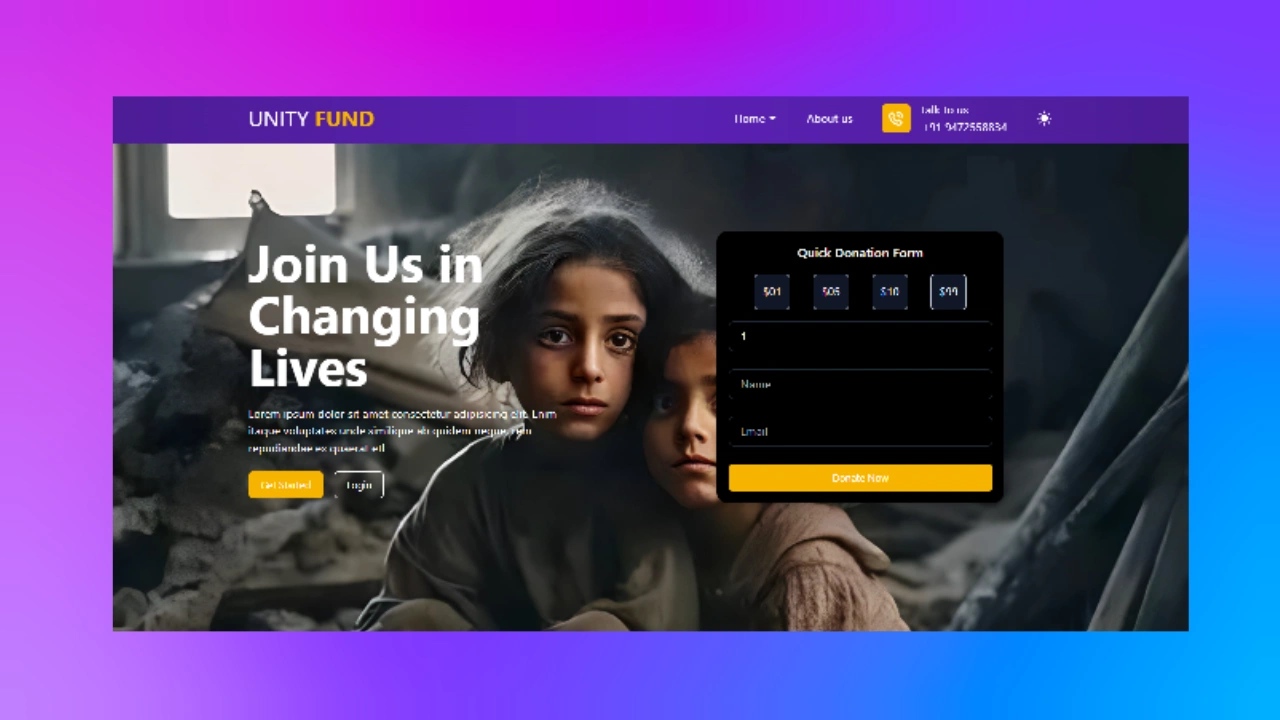 UNITY FUND
Home
About us
Talk to us
+91 9472558834
Join Us in
Changing
Lives
Lorem ipsum dolor sit amet consectetur adipisicing elit. Enim
itaque voluptates unde similique ab quidem neque, rem
repudiandae ex quaerat et!
Get Started
Login
Quick Donation Form
$01
$05
$10
$99
1
Name
Email
Donate Now